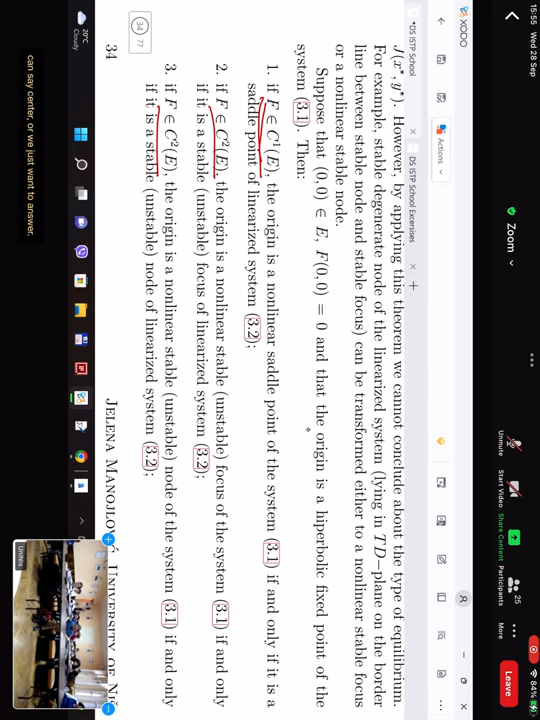 15:55 Wed 28 Sep
Zoom
84%
Unmute
Start Video
Share Content
25
Participants
More
Leave
XODO
*DS ISTP School
DS ISTP School Excersises
Actions
J(x*, y*). However, by applying this theorem we cannot conclude about the type of equilibrium.
For example, stable degenerate node of the linearized system (lying in TD−plane on the border
line between stable node and stable focus) can be transformed either to a nonlinear stable focus
or a nonlinear stable node.
Suppose that (0, 0) ∈ E, F(0, 0) = 0 and that the origin is a hiperbolic fixed point of the
system (3.1). Then:
1. if F ∈ C¹(E), the origin is a nonlinear saddle point of the system (3.1) if and only if it is a
saddle point of linearized system (3.2);
2. if F ∈ C²(E), the origin is a nonlinear stable (unstable) focus of the system (3.1) if and only
if it is a stable (unstable) focus of linearized system (3.2);
3. if F ∈ C²(E), the origin is a nonlinear stable (unstable) node of the system (3.1) if and only
if it is a stable (unstable) node of linearized system (3.2);
34
JELENA MANOJLOVIĆ, UNIVERSITY OF NIŠ
34 77
20°C
Cloudy
UniNis
can say center, or we just want to answer.